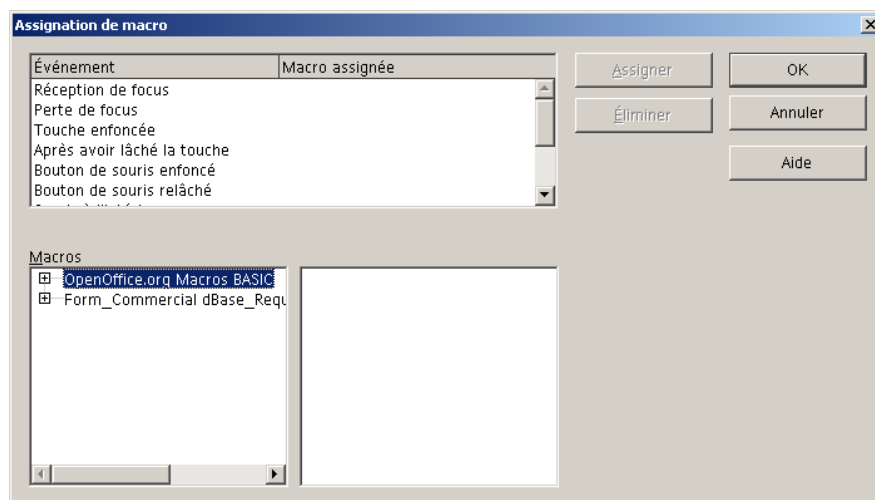 Assignation de macro
Événement Macro assignée
Réception de focus
Perte de focus
Touche enfoncée
Après avoir lâché la touche
Bouton de souris enfoncé
Bouton de souris relâché
Assigner
Éliminer
OK
Annuler
Aide
Macros
OpenOffice.org Macros BASIC
Form_Commercial dBase_Requ